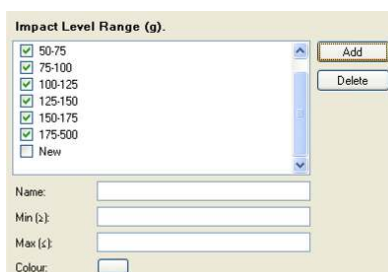 Impact Level Range (g).
50-75
75-100
100-125
125-150
150-175
175-500
New
Add
Delete
Name:
Min (≥):
Max (≤):
Colour: